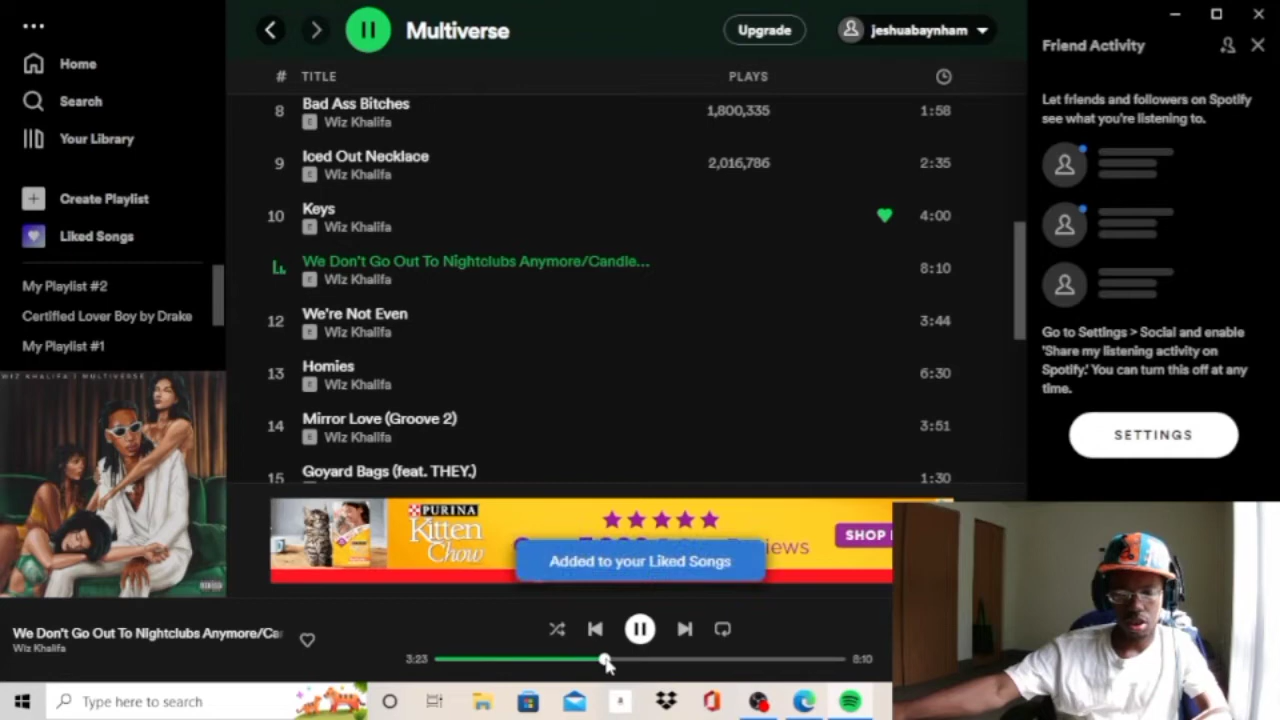 Multiverse
Upgrade
jeshuabaynham
Home
Search
Your Library
Create Playlist
Liked Songs
My Playlist #2
Certified Lover Boy by Drake
My Playlist #1
WIZ KHALIFA | MULTIVERSE
# TITLE PLAYS
8 Bad Ass Bitches 1,800,335 1:58
E Wiz Khalifa
9 Iced Out Necklace 2,016,786 2:35
E Wiz Khalifa
10 Keys 4:00
E Wiz Khalifa
We Don't Go Out To Nightclubs Anymore/Candle... 8:10
E Wiz Khalifa
12 We're Not Even 3:44
E Wiz Khalifa
13 Homies 6:30
E Wiz Khalifa
14 Mirror Love (Groove 2) 3:51
E Wiz Khalifa
15 Goyard Bags (feat. THEY.) 1:30
PURINA
Kitten
Chow
SHOP
Added to your Liked Songs
Friend Activity
Let friends and followers on Spotify
see what you're listening to.
Go to Settings > Social and enable
'Share my listening activity on
Spotify.' You can turn this off at any
time.
SETTINGS
We Don't Go Out To Nightclubs Anymore/Ca
Wiz Khalifa
3:23 8:10
Type here to search